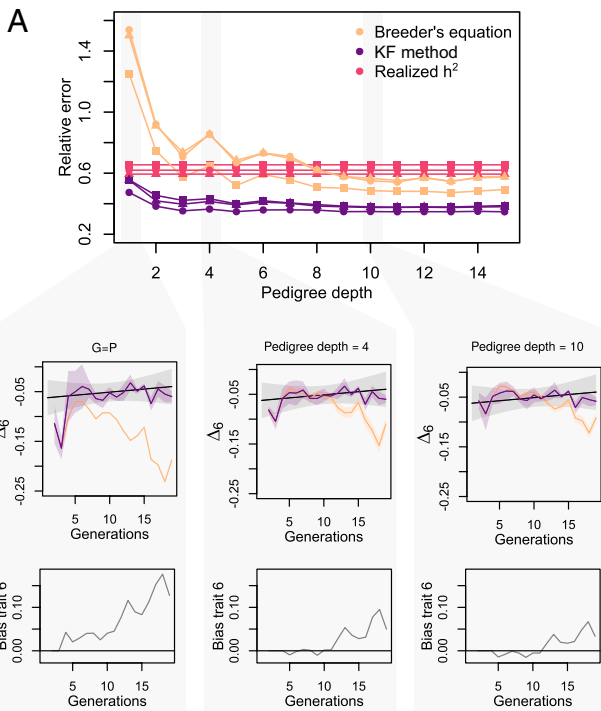 A
Breeder's equation
KF method
Realized h²
Relative error
1.4
1.0
0.6
0.2
2 4 6 8 10 12 14
Pedigree depth
G=P
Δ₆
-0.05
-0.15
-0.25
5 10 15
Generations
Bias trait 6
0.10
0.00
5 10 15
Generations
Pedigree depth = 4
Δ₆
-0.05
-0.15
-0.25
5 10 15
Generations
Bias trait 6
0.10
0.00
5 10 15
Generations
Pedigree depth = 10
Δ₆
-0.05
-0.15
-0.25
5 10 15
Generations
Bias trait 6
0.10
0.00
5 10 15
Generations